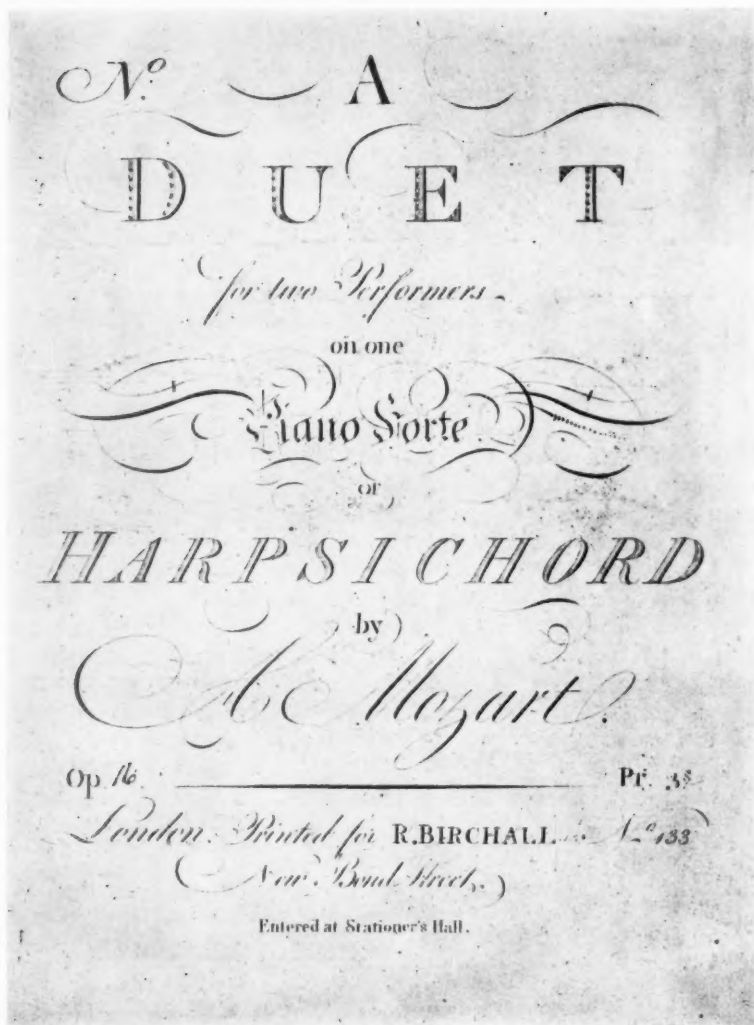 No. A
DUET
for two Performers
on one
Piano Forte
or
HARPSICHORD
by
A Mozart.
Op. 16 Pr. 3s
London. Printed for R. BIRCHALL No. 133
New Bond Street.
Entered at Stationer's Hall.